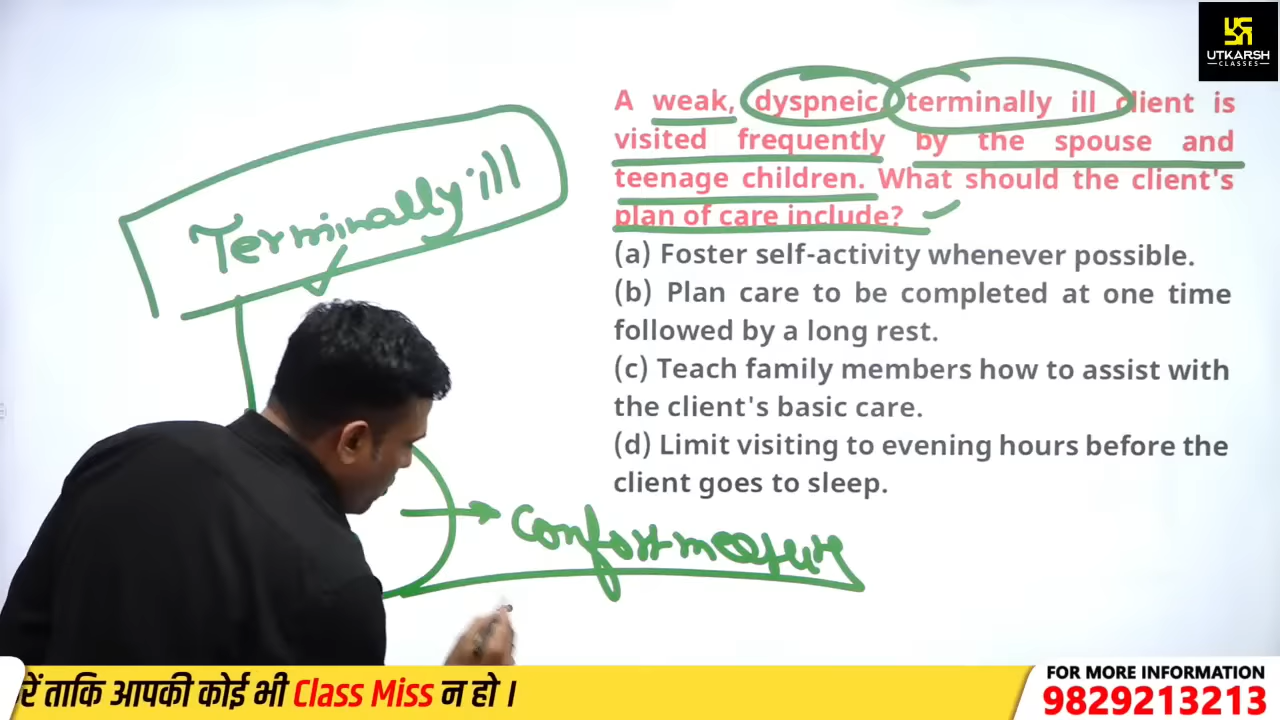 UTKARSH
CLASSES
A weak, dyspneic, terminally ill client is
visited frequently by the spouse and
teenage children. What should the client's
plan of care include?
(a) Foster self-activity whenever possible.
(b) Plan care to be completed at one time
followed by a long rest.
(c) Teach family members how to assist with
the client's basic care.
(d) Limit visiting to evening hours before the
client goes to sleep.
Terminally ill
Comfort
रें ताकि आपकी कोई भी Class Miss न हो ।
FOR MORE INFORMATION
9829213213